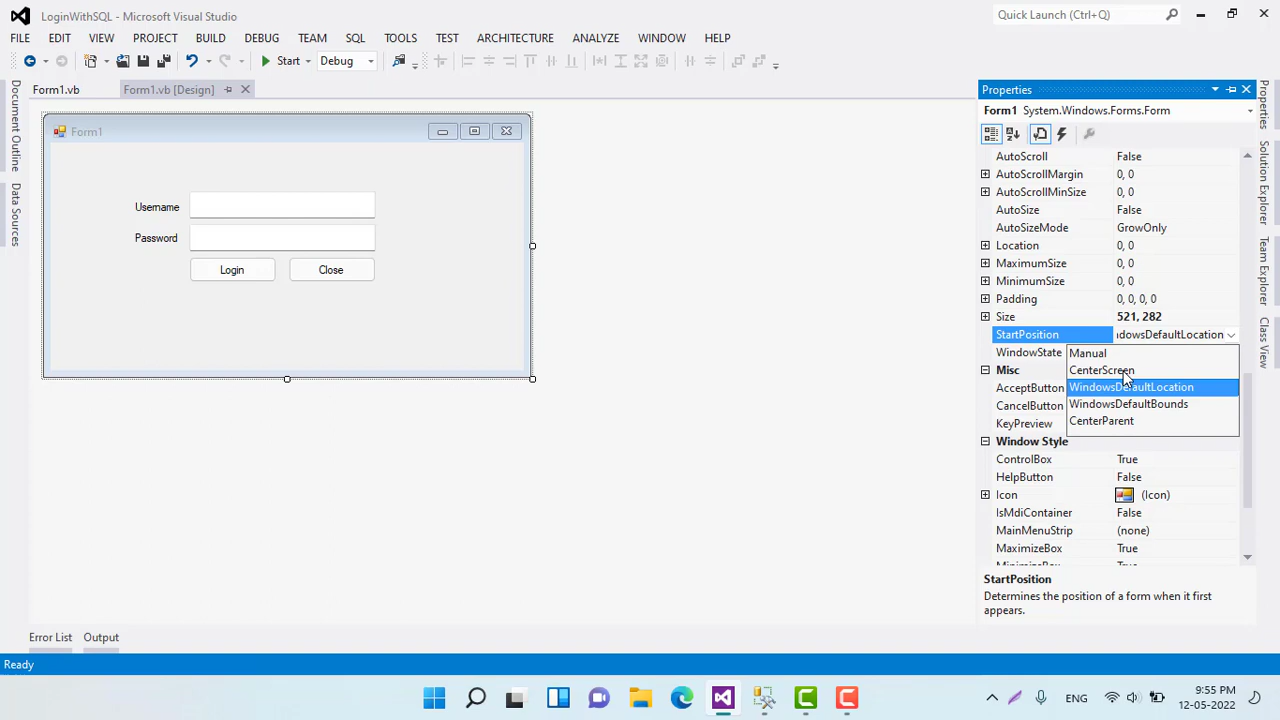 LoginWithSQL - Microsoft Visual Studio
Quick Launch (Ctrl+Q)
FILE EDIT VIEW PROJECT BUILD DEBUG TEAM SQL TOOLS TEST ARCHITECTURE ANALYZE WINDOW HELP
Start Debug
Form1.vb Form1.vb [Design]
Document Outline
Data Sources
Form1
Username
Password
Login Close
Properties
Form1 System.Windows.Forms.Form
AutoScroll False
AutoScrollMargin 0, 0
AutoScrollMinSize 0, 0
AutoSize False
AutoSizeMode GrowOnly
Location 0, 0
MaximumSize 0, 0
MinimumSize 0, 0
Padding 0, 0, 0, 0
Size 521, 282
StartPosition ndowsDefaultLocation
WindowState
Manual
Misc
CenterScreen
AcceptButton
WindowsDefaultLocation
CancelButton
WindowsDefaultBounds
KeyPreview
CenterParent
Window Style
ControlBox True
HelpButton False
Icon (Icon)
IsMdiContainer False
MainMenuStrip (none)
MaximizeBox True
MinimizeBox True
StartPosition
Determines the position of a form when it first
appears.
Properties
Solution Explorer
Team Explorer
Class View
Error List Output
Ready
ENG
9:55 PM
12-05-2022